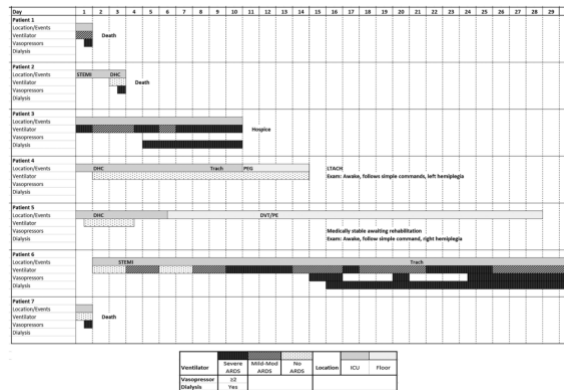 Day 1 2 3 4 5 6 7 8 9 10 11 12 13 14 15 16 17 18 19 20 21 22 23 24 25 26 27 28 29
Patient 1
Location/Events
Ventilator Death
Vasopressors
Dialysis
Patient 2
Location/Events STEMI DHC
Ventilator Death
Vasopressors
Dialysis
Patient 3
Location/Events
Ventilator Hospice
Vasopressors
Dialysis
Patient 4
Location/Events DHC Trach PEG LTACH
Ventilator Exam: Awake, follows simple commands, left hemiplegia
Vasopressors
Dialysis
Patient 5
Location/Events DHC DVT/PE
Ventilator
Vasopressors Medically stable awaiting rehabilitation
Dialysis Exam: Awake, follow simple command, right hemiplegia
Patient 6
Location/Events STEMI Trach
Ventilator
Vasopressors
Dialysis
Patient 7
Location/Events
Ventilator Death
Vasopressors
Dialysis
Ventilator Severe ARDS Mild-Mod ARDS No ARDS Location ICU Floor
Vasopressor ≥2
Dialysis Yes